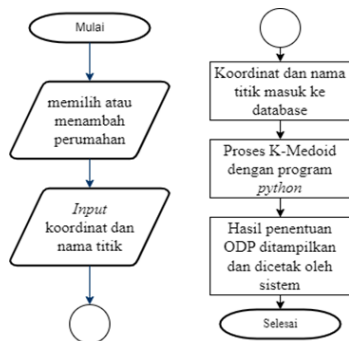 Mulai
memilih atau
menambah
perumahan
Input
koordinat dan
nama titik
Koordinat dan nama
titik masuk ke
database
Proses K-Medoid
dengan program
python
Hasil penentuan
ODP ditampilkan
dan dicetak oleh
sistem
Selesai